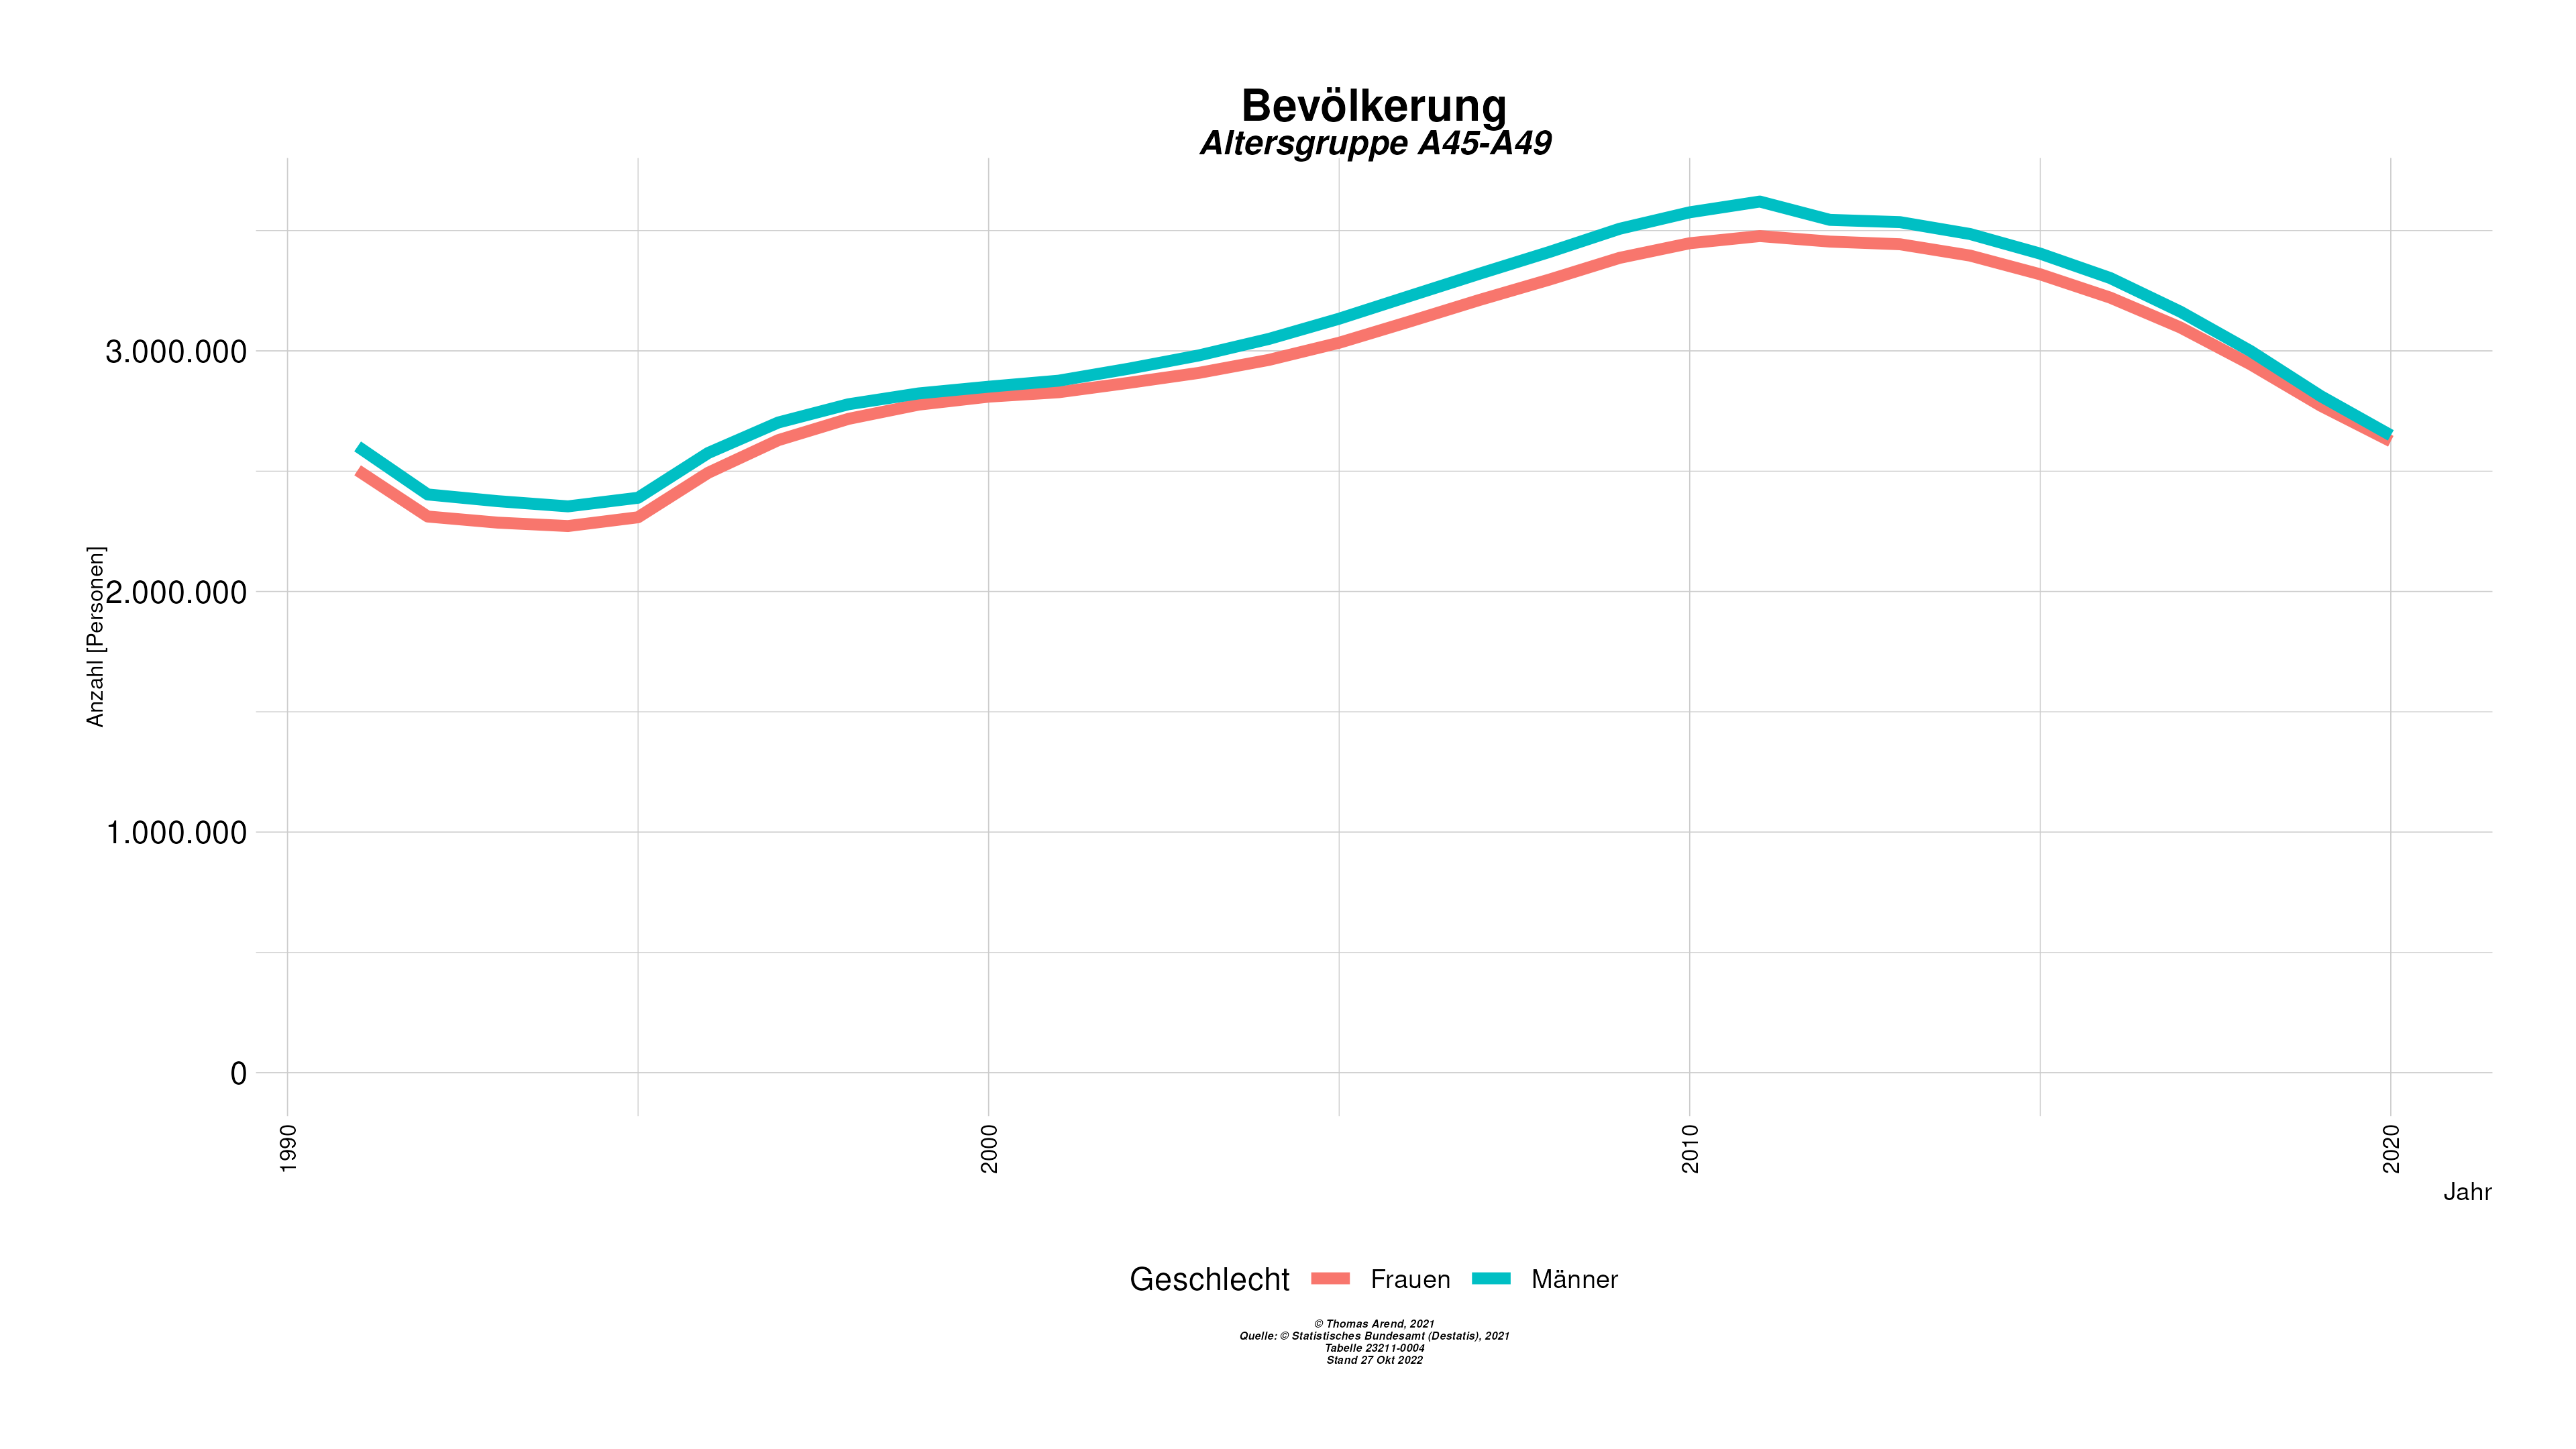 Bevölkerung
Altersgruppe A45-A49
Anzahl [Personen]
3.000.000
2.000.000
1.000.000
0
1990
2000
2010
2020
Jahr
Geschlecht Frauen Männer
© Thomas Arend, 2021
Quelle: © Statistisches Bundesamt (Destatis), 2021
Tabelle 23211-0004
Stand 27 Okt 2022